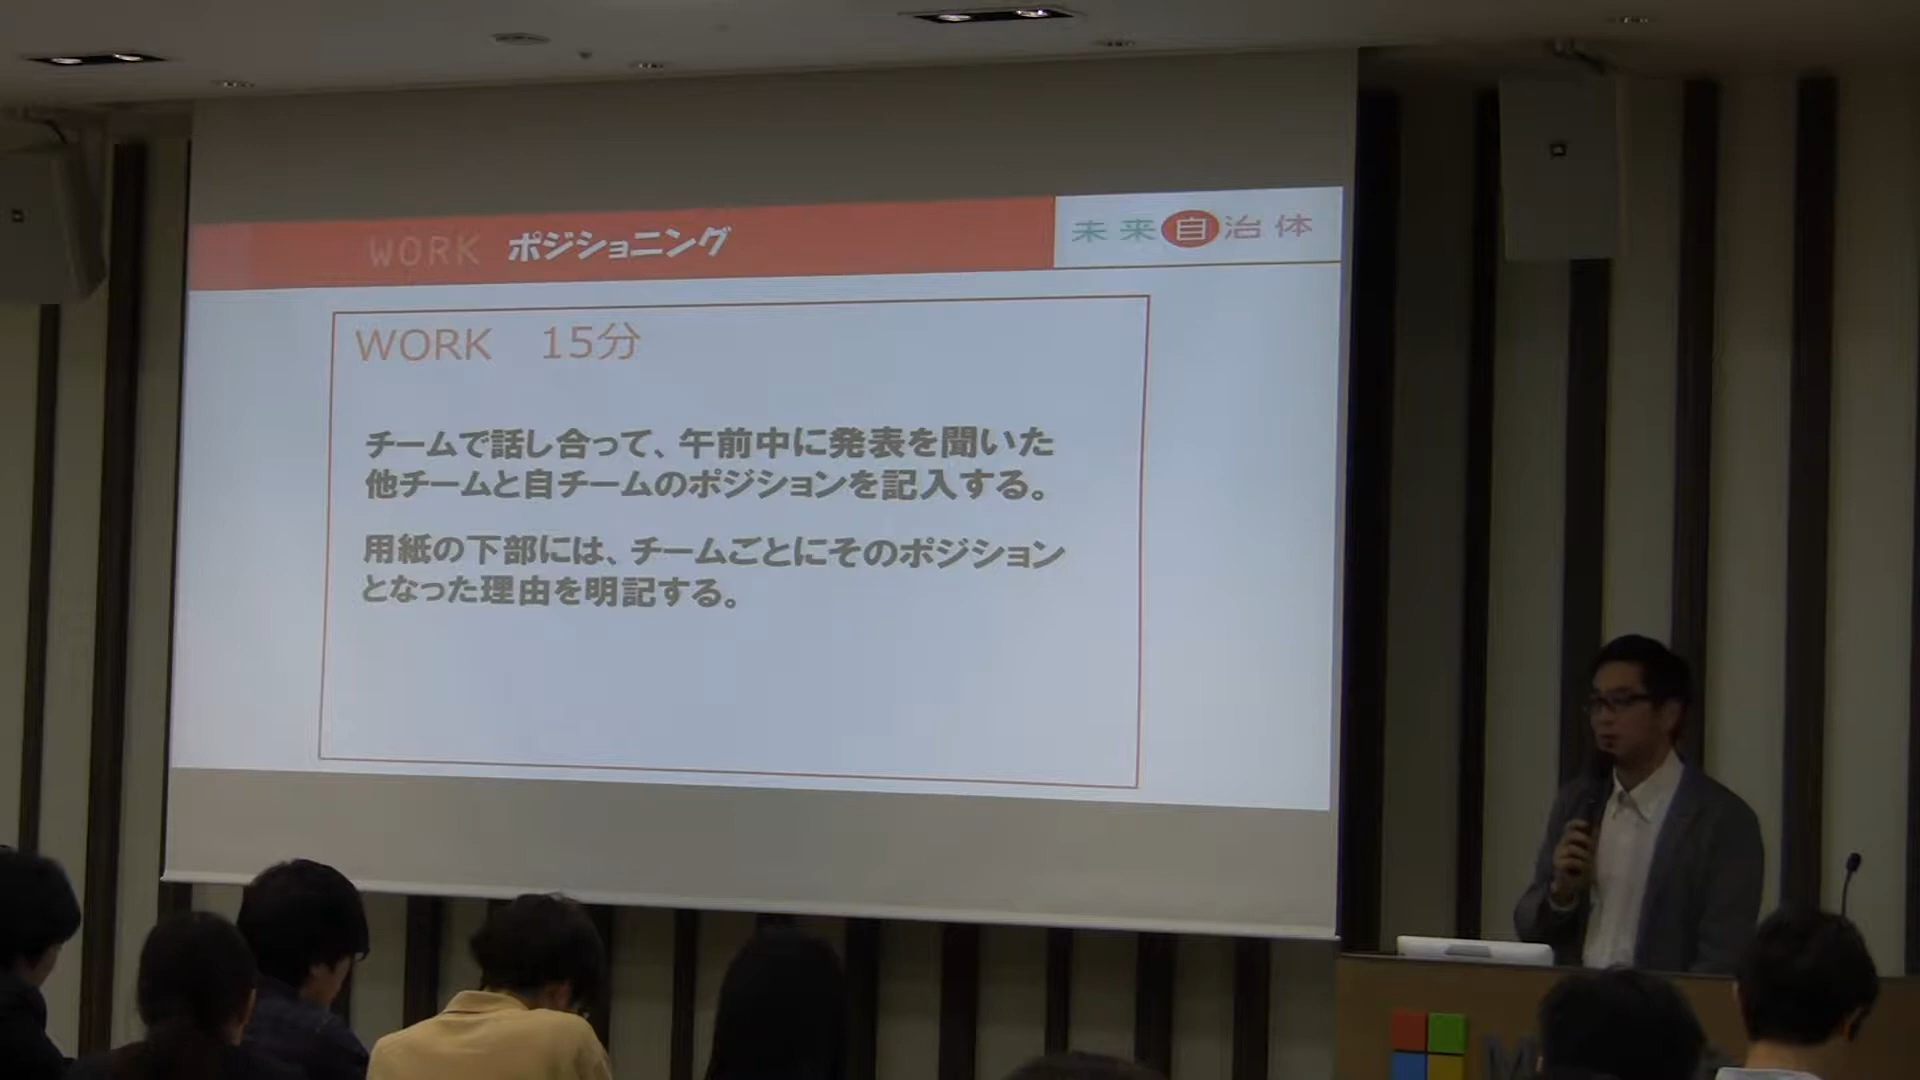 WORK ポジショニング
未来自治体
WORK 15分
チームで話し合って、午前中に発表を聞いた
他チームと自チームのポジションを記入する。
用紙の下部には、チームごとにそのポジション
となった理由を明記する。